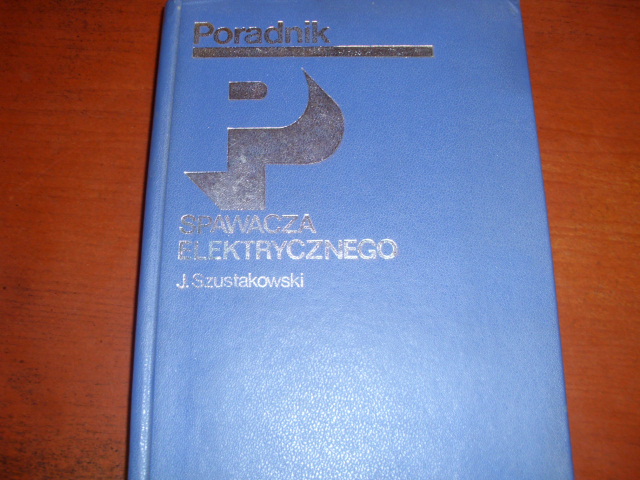 Poradnik
P
SPAWACZA
ELEKTRYCZNEGO
J. Szustakowski